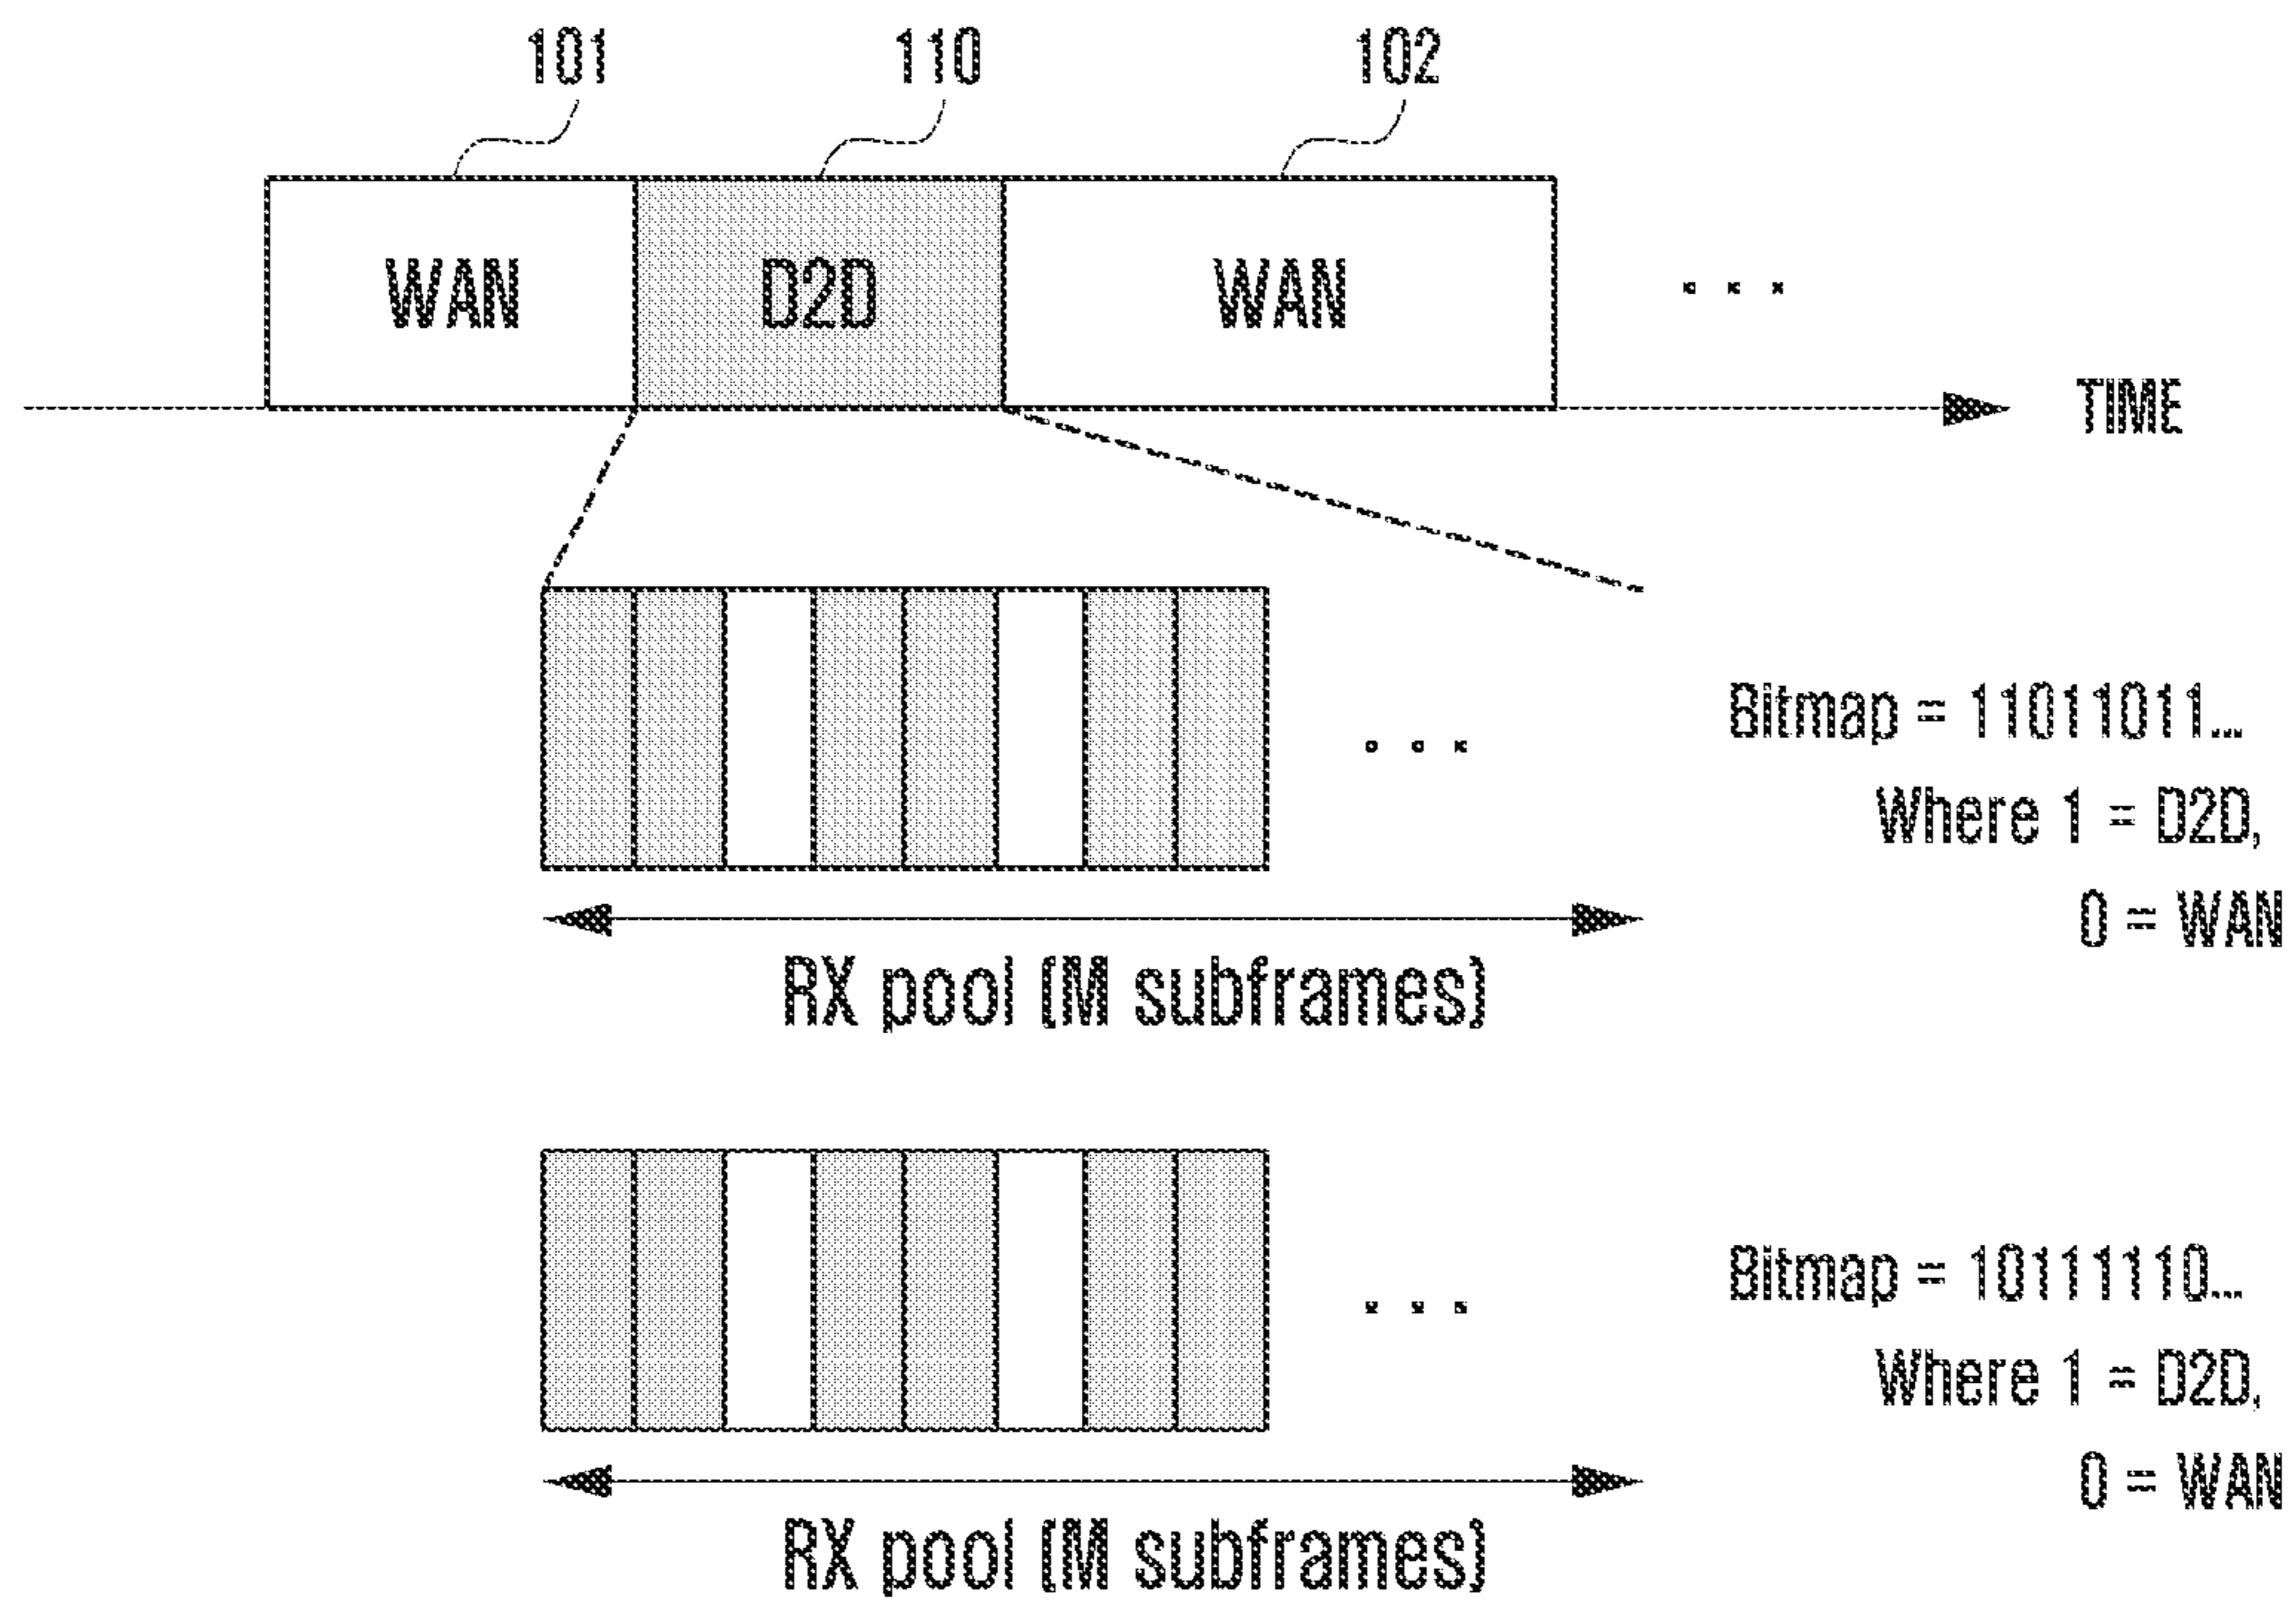 101 110 102
WAN D2D WAN ...
TIME
...
Bitmap = 11011011...
Where 1 = D2D,
0 = WAN
RX pool (M subframes)
...
Bitmap = 10111110...
Where 1 = D2D,
0 = WAN
RX pool (M subframes)